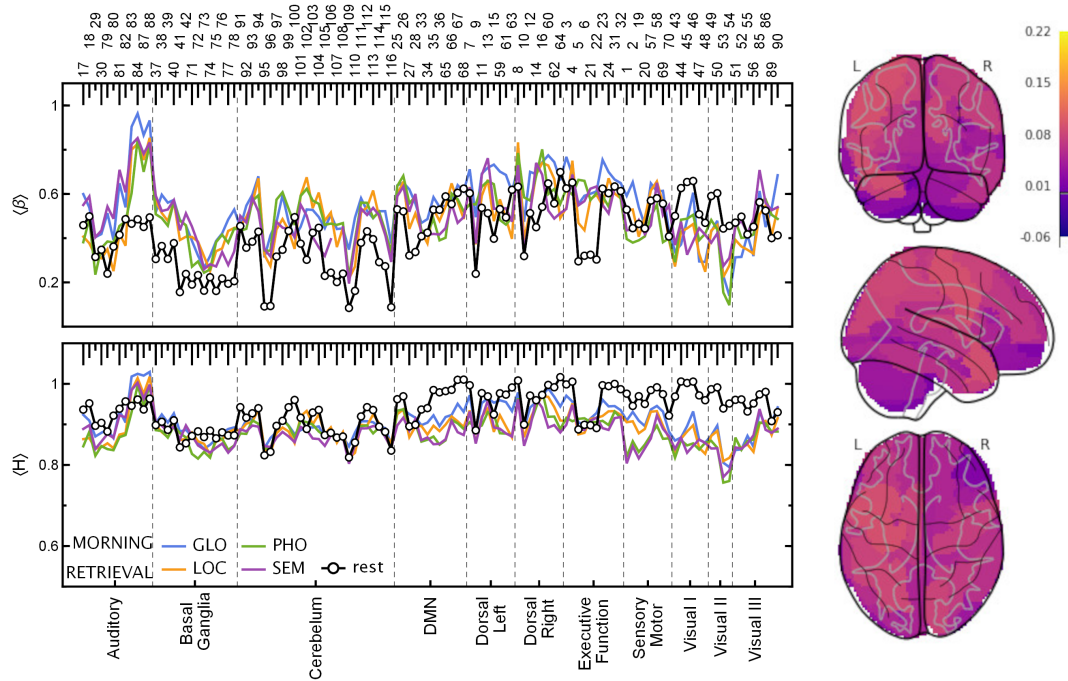 18 29 79 80 82 83 87 88 38 39 41 42 72 73 75 76 78 91 93 94 96 97 99 100 102 103 105 106 108 109 111 112 114 115 25 26 28 33 35 36 66 67 7 9 13 15 61 63 10 12 16 60 64 3 5 6 22 23 31 32 2 19 57 58 70 43 45 46 48 49 53 54 52 55 85 86 90
17 30 81 84 37 40 71 74 77 92 95 98 101 104 107 110 113 116 27 34 65 68 11 59 8 14 62 4 21 24 1 20 69 44 47 50 51 56 89
1
0.6
0.2
⟨β⟩
1
0.8
0.6
⟨H⟩
MORNING
RETRIEVAL
GLO
LOC
PHO
SEM
rest
Auditory
Basal
Ganglia
Cerebelum
DMN
Dorsal
Left
Dorsal
Right
Executive
Function
Sensory
Motor
Visual I
Visual II
Visual III
L
R
0.22
0.15
0.08
0.01
-0.06
L
R